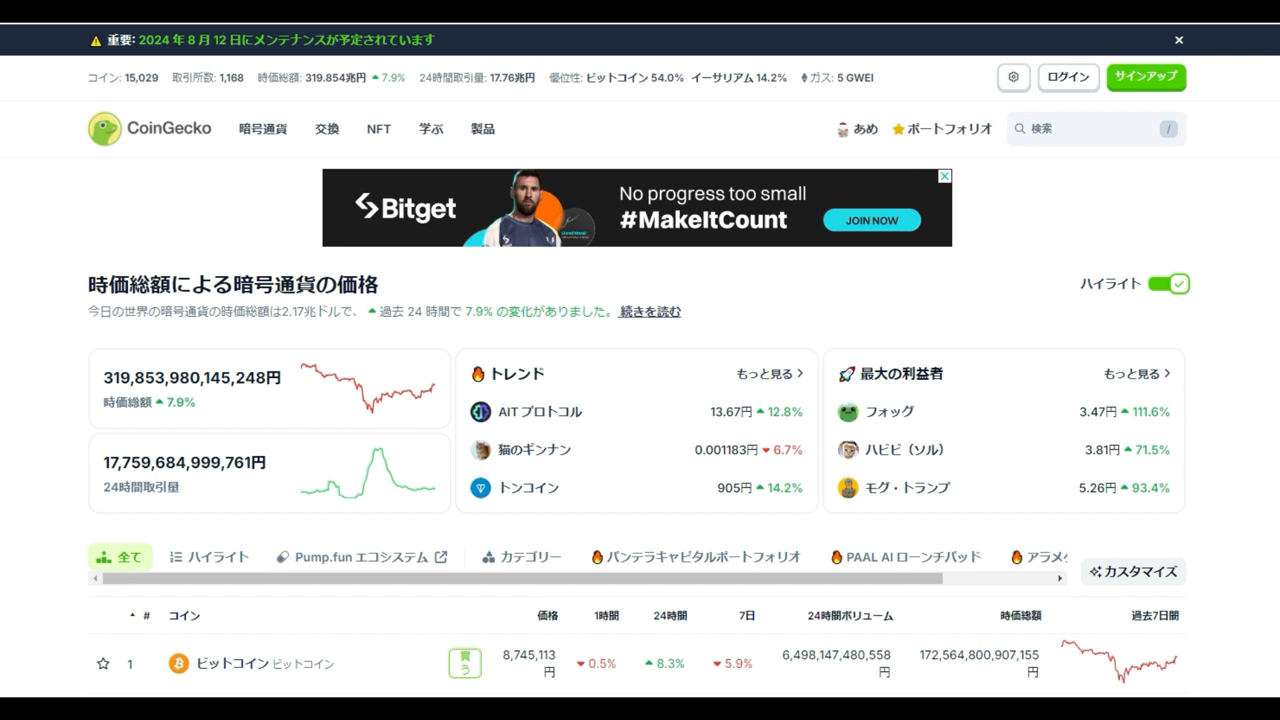 重要: 2024 年 8 月 12 日にメンテナンスが予定されています
コイン: 15,029 取引所数: 1,168 時価総額: 319.854兆円 7.9% 24時間取引量: 17.76兆円 優位性: ビットコイン 54.0% イーサリアム 14.2% ガス: 5 GWEI
ログイン
サインアップ
CoinGecko
暗号通貨 交換 NFT 学ぶ 製品
あめ ポートフォリオ
検索 /
Bitget
No progress too small
#MakeItCount
JOIN NOW
時価総額による暗号通貨の価格
ハイライト
今日の世界の暗号通貨の時価総額は2.17兆ドルで、 過去 24 時間で 7.9% の変化がありました。 続きを読む
319,853,980,145,248円
時価総額 7.9%
17,759,684,999,761円
24時間取引量
トレンド もっと見る
AIT プロトコル 13.67円 12.8%
猫のギンナン 0.001183円 6.7%
トンコイン 905円 14.2%
最大の利益者 もっと見る
フォッグ 3.47円 111.6%
ハビビ（ソル） 3.81円 71.5%
モグ・トランプ 5.26円 93.4%
全て ハイライト Pump.fun エコシステム カテゴリー パンテラキャピタルポートフォリオ PAAL AI ローンチパッド アラメ
カスタマイズ
# コイン 価格 1時間 24時間 7日 24時間ボリューム 時価総額 過去7日間
1 ビットコイン ビットコイン 買う 8,745,113円 0.5% 8.3% 5.9% 6,498,147,480,558円 172,564,800,907,155円